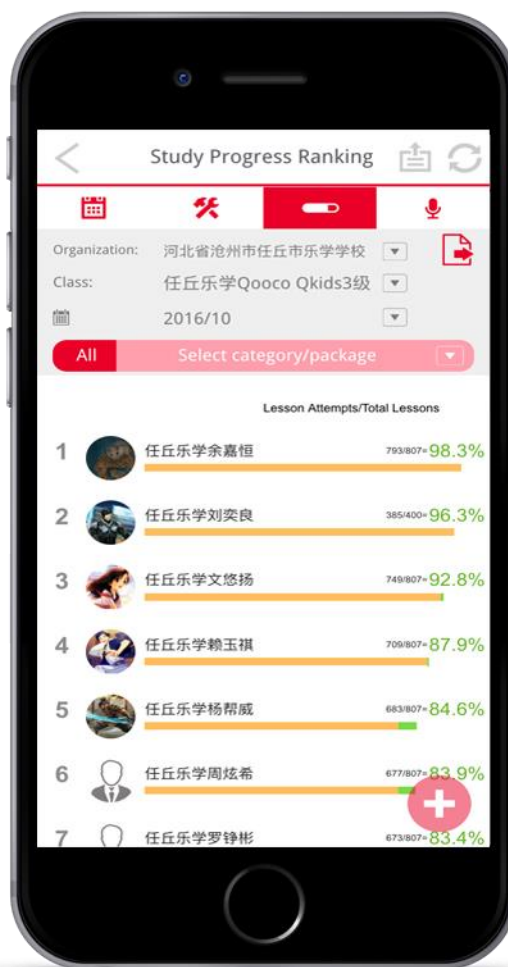 Study Progress Ranking
Organization: 河北省沧州市任丘市乐学学校
Class: 任丘乐学Qooco Qkids3级
2016/10
All Select category/package
Lesson Attempts/Total Lessons
1 任丘乐学余嘉恒 793/807=98.3%
2 任丘乐学刘奕良 385/400=96.3%
3 任丘乐学文悠扬 749/807=92.8%
4 任丘乐学赖玉祺 709/807=87.9%
5 任丘乐学杨帮威 683/807=84.6%
6 任丘乐学周炫希 677/807=83.9%
7 任丘乐学罗铮彬 673/807=83.4%